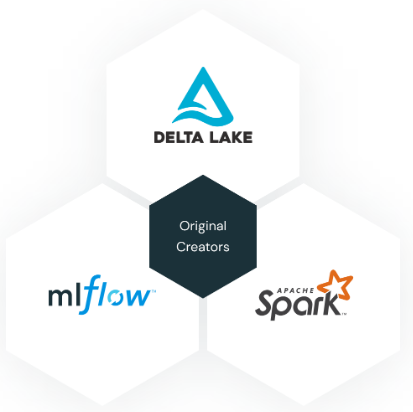 DELTA LAKE
Original
Creators
mlflow™
APACHE
Spark™